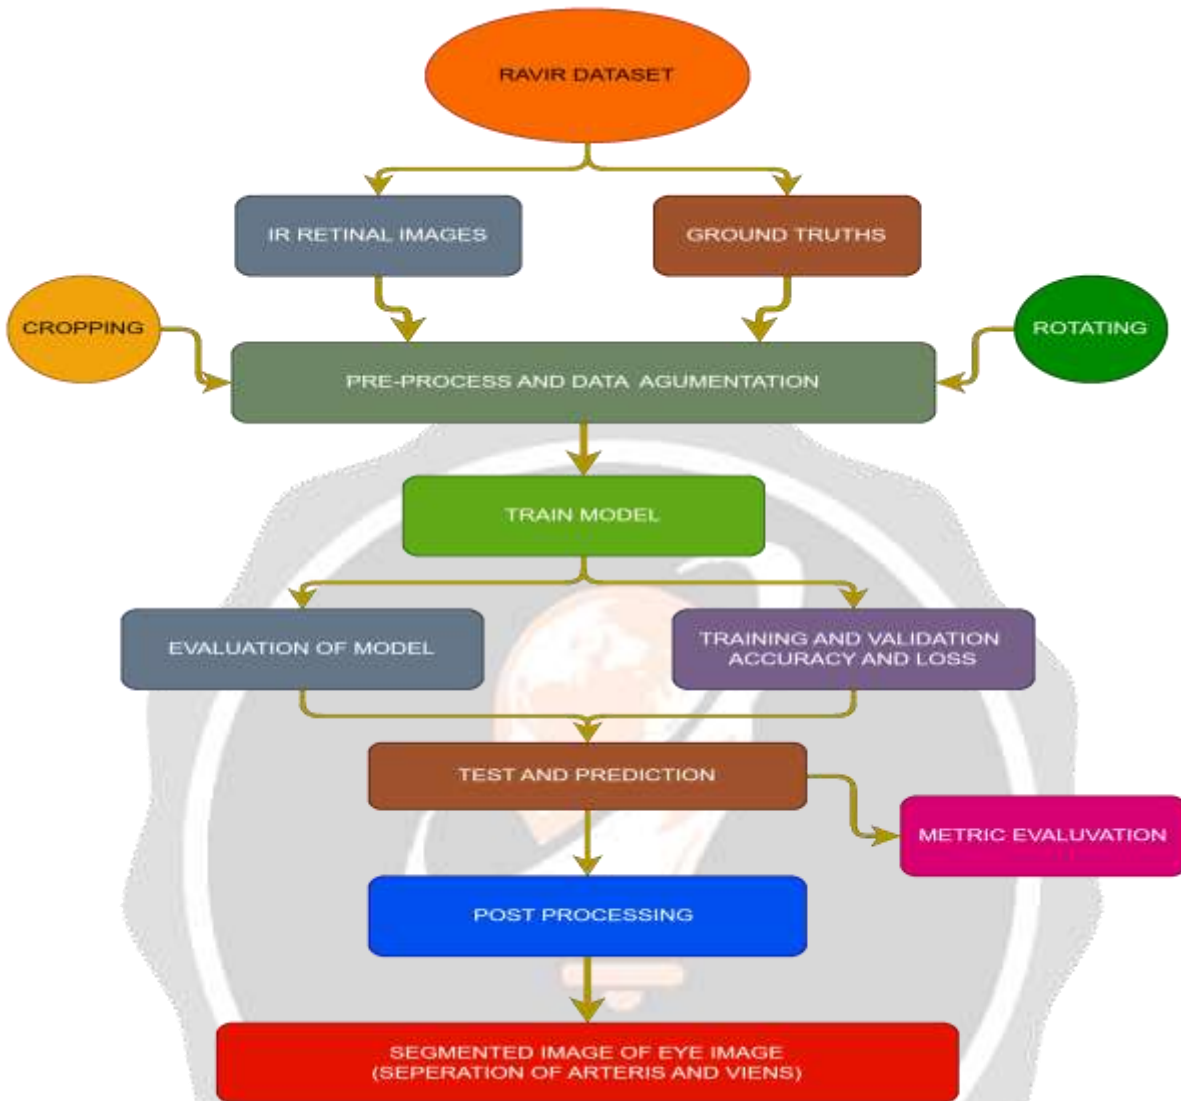 RAVIR DATASET
IR RETINAL IMAGES
GROUND TRUTHS
CROPPING
ROTATING
PRE-PROCESS AND DATA AGUMENTATION
TRAIN MODEL
EVALUATION OF MODEL
TRAINING AND VALIDATION
ACCURACY AND LOSS
TEST AND PREDICTION
METRIC EVALUVATION
POST PROCESSING
SEGMENTED IMAGE OF EYE IMAGE
(SEPERATION OF ARTERIS AND VIENS)